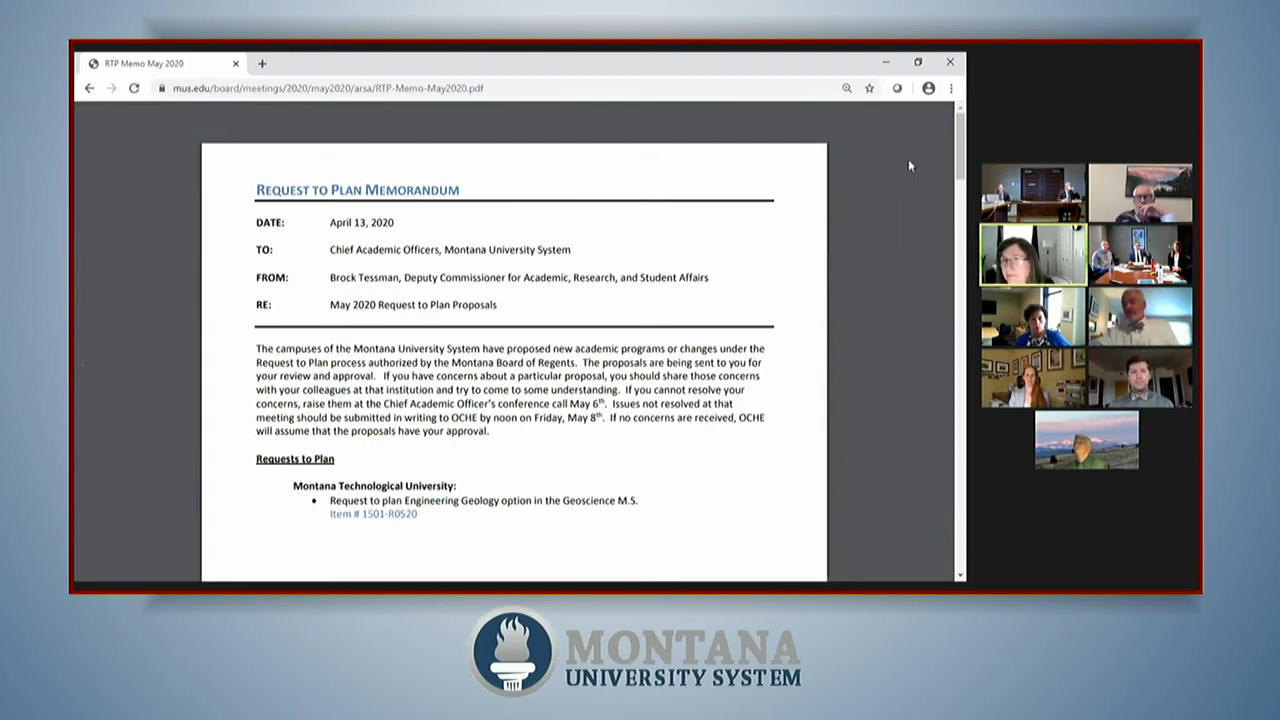 RTP Memo May 2020
mus.edu/board/meetings/2020/may2020/arsa/RTP-Memo-May2020.pdf
REQUEST TO PLAN MEMORANDUM
DATE: April 13, 2020
TO: Chief Academic Officers, Montana University System
FROM: Brock Tessman, Deputy Commissioner for Academic, Research, and Student Affairs
RE: May 2020 Request to Plan Proposals
The campuses of the Montana University System have proposed new academic programs or changes under the
Request to Plan process authorized by the Montana Board of Regents. The proposals are being sent to you for
your review and approval. If you have concerns about a particular proposal, you should share those concerns
with your colleagues at that institution and try to come to some understanding. If you cannot resolve your
concerns, raise them at the Chief Academic Officer's conference call May 6th. Issues not resolved at that
meeting should be submitted in writing to OCHE by noon on Friday, May 8th. If no concerns are received, OCHE
will assume that the proposals have your approval.
Requests to Plan
Montana Technological University:
• Request to plan Engineering Geology option in the Geoscience M.S.
Item # 1501-R0520
MONTANA
UNIVERSITY SYSTEM